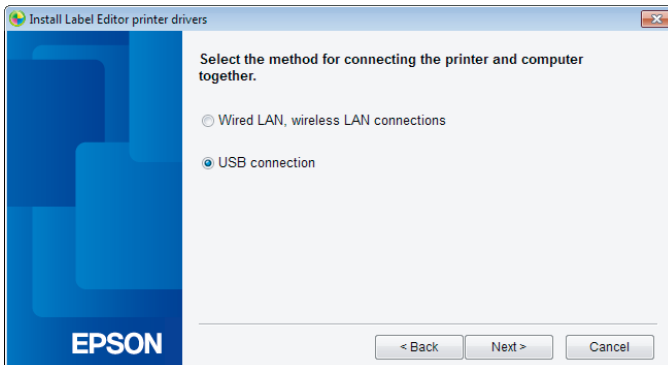 Install Label Editor printer drivers
Select the method for connecting the printer and computer
together.
Wired LAN, wireless LAN connections
USB connection
EPSON
< Back
Next >
Cancel